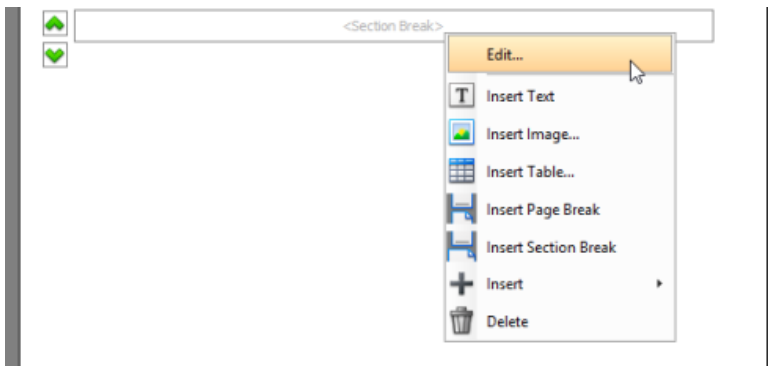 <Section Break>
Edit...
Insert Text
Insert Image...
Insert Table...
Insert Page Break
Insert Section Break
Insert
Delete